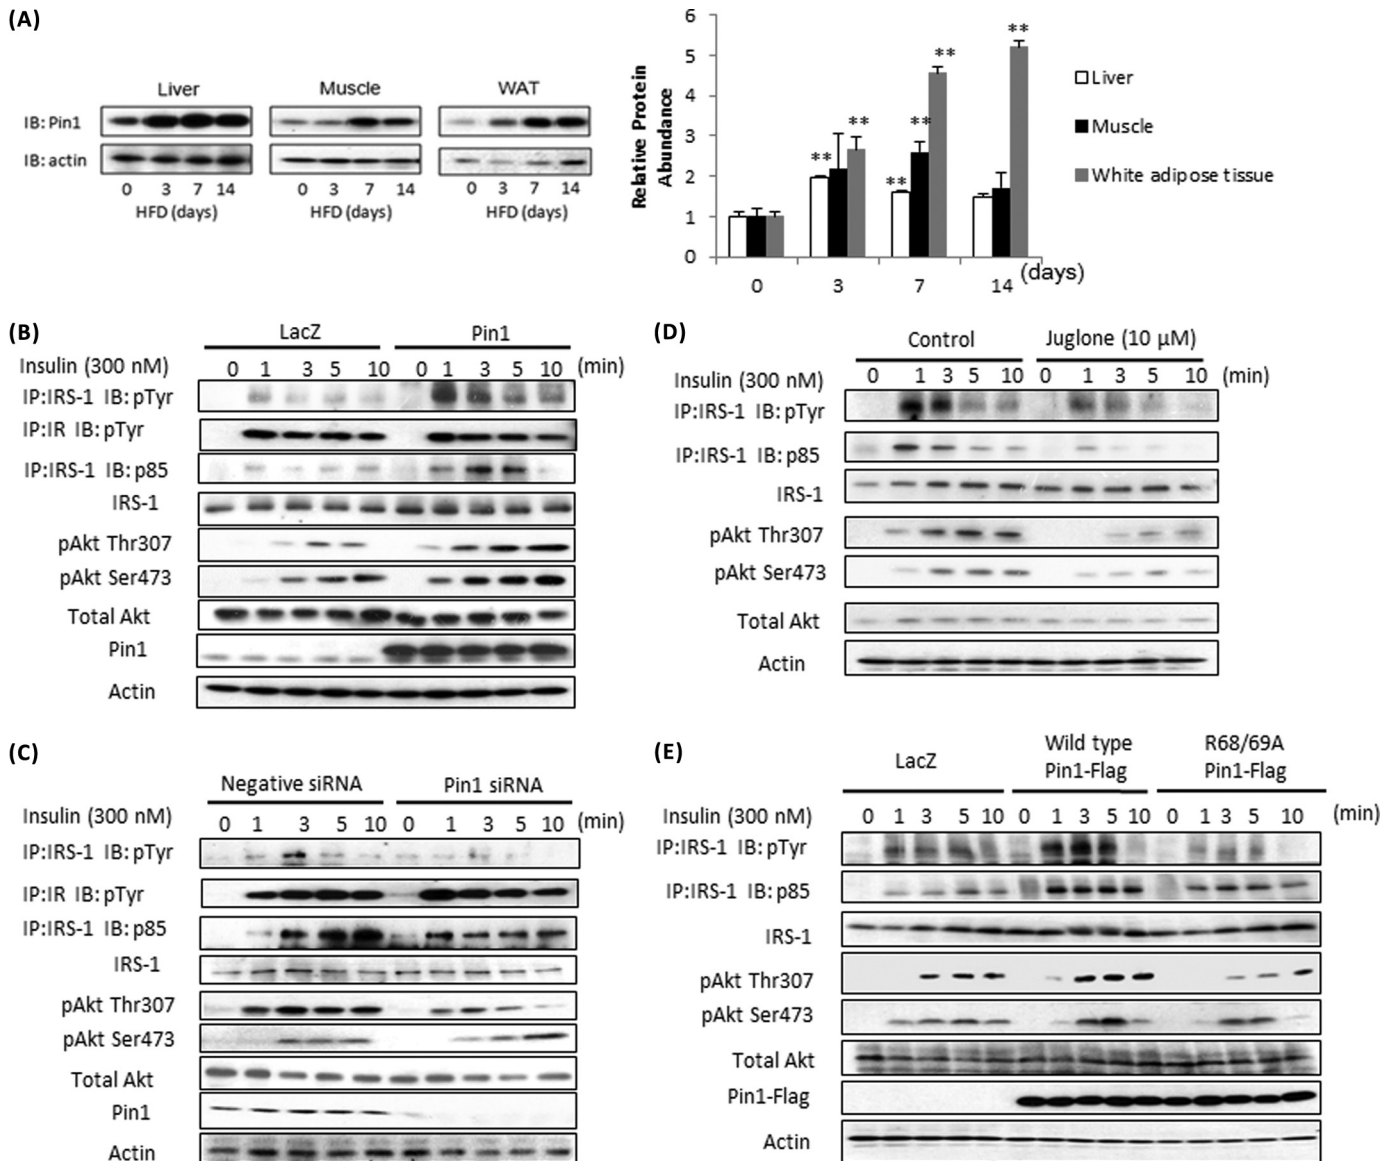 (A)
Liver Muscle WAT
IB: Pin1
IB: actin
0 3 7 14 0 3 7 14 0 3 7 14
HFD (days) HFD (days) HFD (days)
Relative Protein
Abundance
6
5
4
3
2
1
0
** ** ** ** ** **
0 3 7 14 (days)
Liver
Muscle
White adipose tissue
(B)
LacZ Pin1
Insulin (300 nM) 0 1 3 5 10 0 1 3 5 10 (min)
IP:IRS-1 IB: pTyr
IP:IR IB: pTyr
IP:IRS-1 IB: p85
IRS-1
pAkt Thr307
pAkt Ser473
Total Akt
Pin1
Actin
(D)
Control Juglone (10 µM)
Insulin (300 nM) 0 1 3 5 10 0 1 3 5 10 (min)
IP:IRS-1 IB: pTyr
IP:IRS-1 IB: p85
IRS-1
pAkt Thr307
pAkt Ser473
Total Akt
Actin
(C)
Negative siRNA Pin1 siRNA
Insulin (300 nM) 0 1 3 5 10 0 1 3 5 10 (min)
IP:IRS-1 IB: pTyr
IP:IR IB: pTyr
IP:IRS-1 IB: p85
IRS-1
pAkt Thr307
pAkt Ser473
Total Akt
Pin1
Actin
(E)
LacZ Wild type R68/69A
Pin1-Flag Pin1-Flag
Insulin (300 nM) 0 1 3 5 10 0 1 3 5 10 0 1 3 5 10 (min)
IP:IRS-1 IB: pTyr
IP:IRS-1 IB: p85
IRS-1
pAkt Thr307
pAkt Ser473
Total Akt
Pin1-Flag
Actin